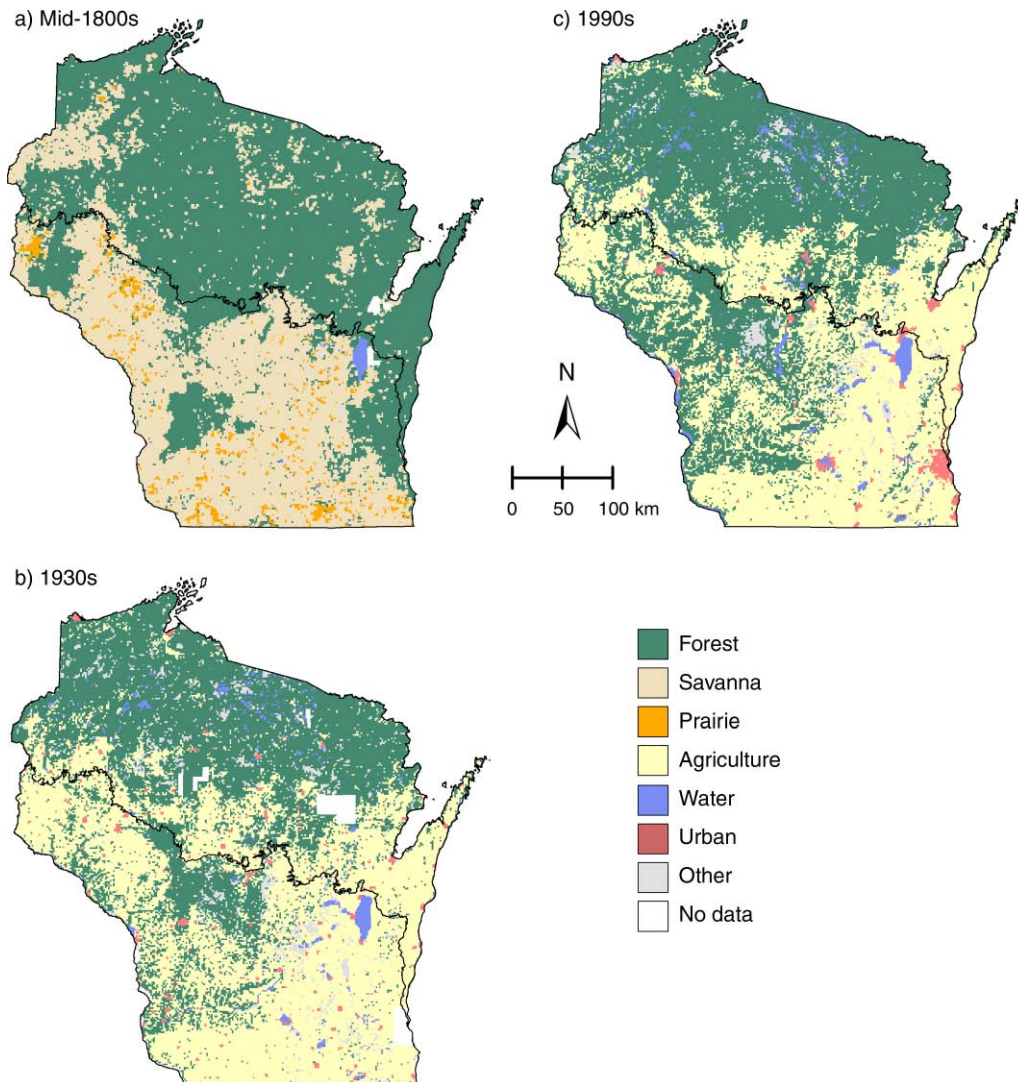 a) Mid-1800s
c) 1990s
N
0 50 100 km
b) 1930s
Forest
Savanna
Prairie
Agriculture
Water
Urban
Other
No data